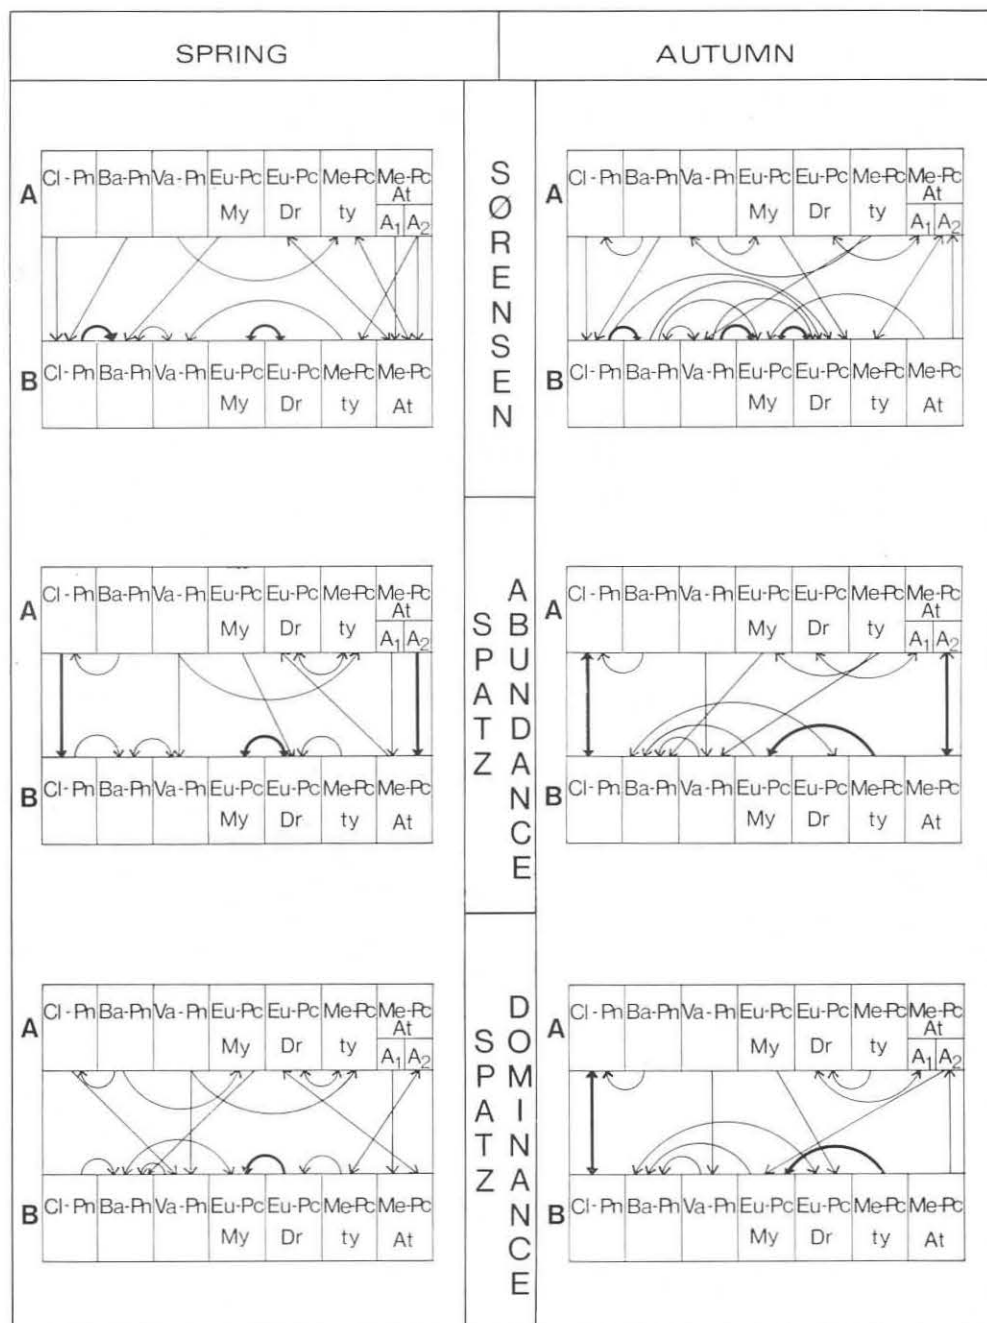 SPRING
AUTUMN
SØRENSEN
A
Cl-Pn Ba-Pn Va-Pn Eu-Pc Eu-Pc Me-Pc Me-Pc
My Dr ty At
A1 A2
B
Cl-Pn Ba-Pn Va-Pn Eu-Pc Eu-Pc Me-Pc Me-Pc
My Dr ty At
A
Cl-Pn Ba-Pn Va-Pn Eu-Pc Eu-Pc Me-Pc Me-Pc
My Dr ty At
A1 A2
B
Cl-Pn Ba-Pn Va-Pn Eu-Pc Eu-Pc Me-Pc Me-Pc
My Dr ty At
SPATZ
ABUNDANCE
A
Cl-Pn Ba-Pn Va-Pn Eu-Pc Eu-Pc Me-Pc Me-Pc
My Dr ty At
A1 A2
B
Cl-Pn Ba-Pn Va-Pn Eu-Pc Eu-Pc Me-Pc Me-Pc
My Dr ty At
A
Cl-Pn Ba-Pn Va-Pn Eu-Pc Eu-Pc Me-Pc Me-Pc
My Dr ty At
A1 A2
B
Cl-Pn Ba-Pn Va-Pn Eu-Pc Eu-Pc Me-Pc Me-Pc
My Dr ty At
SPATZ
DOMINANCE
A
Cl-Pn Ba-Pn Va-Pn Eu-Pc Eu-Pc Me-Pc Me-Pc
My Dr ty At
A1 A2
B
Cl-Pn Ba-Pn Va-Pn Eu-Pc Eu-Pc Me-Pc Me-Pc
My Dr ty At
A
Cl-Pn Ba-Pn Va-Pn Eu-Pc Eu-Pc Me-Pc Me-Pc
My Dr ty At
A1 A2
B
Cl-Pn Ba-Pn Va-Pn Eu-Pc Eu-Pc Me-Pc Me-Pc
My Dr ty At